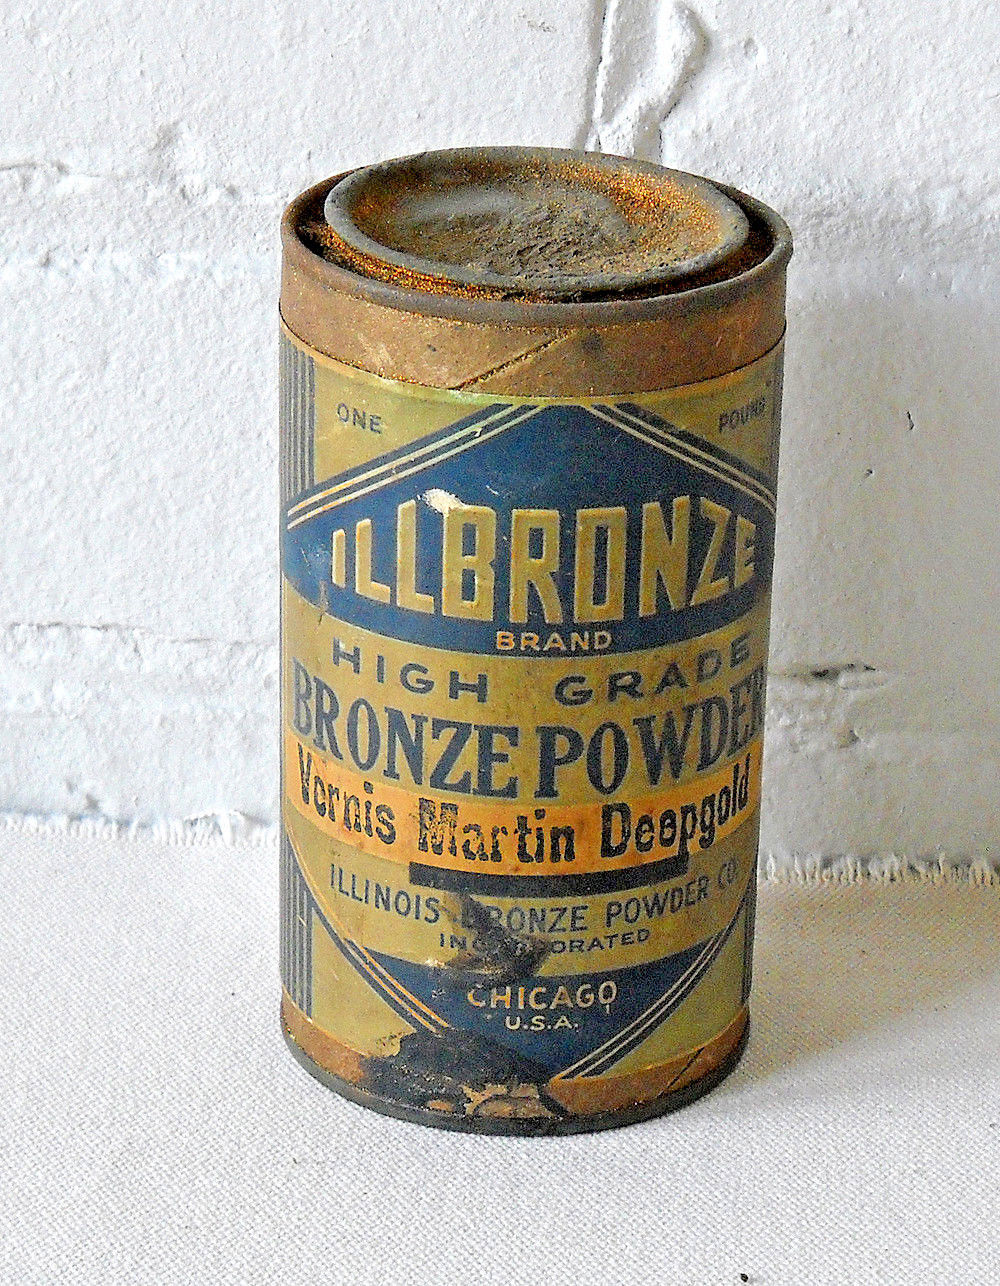 ONE POUND
ILLBRONZE
BRAND
HIGH GRADE
BRONZE POWDER
Vernis Martin Deepgold
ILLINOIS BRONZE POWDER CO.
INCORPORATED
CHICAGO
U.S.A.